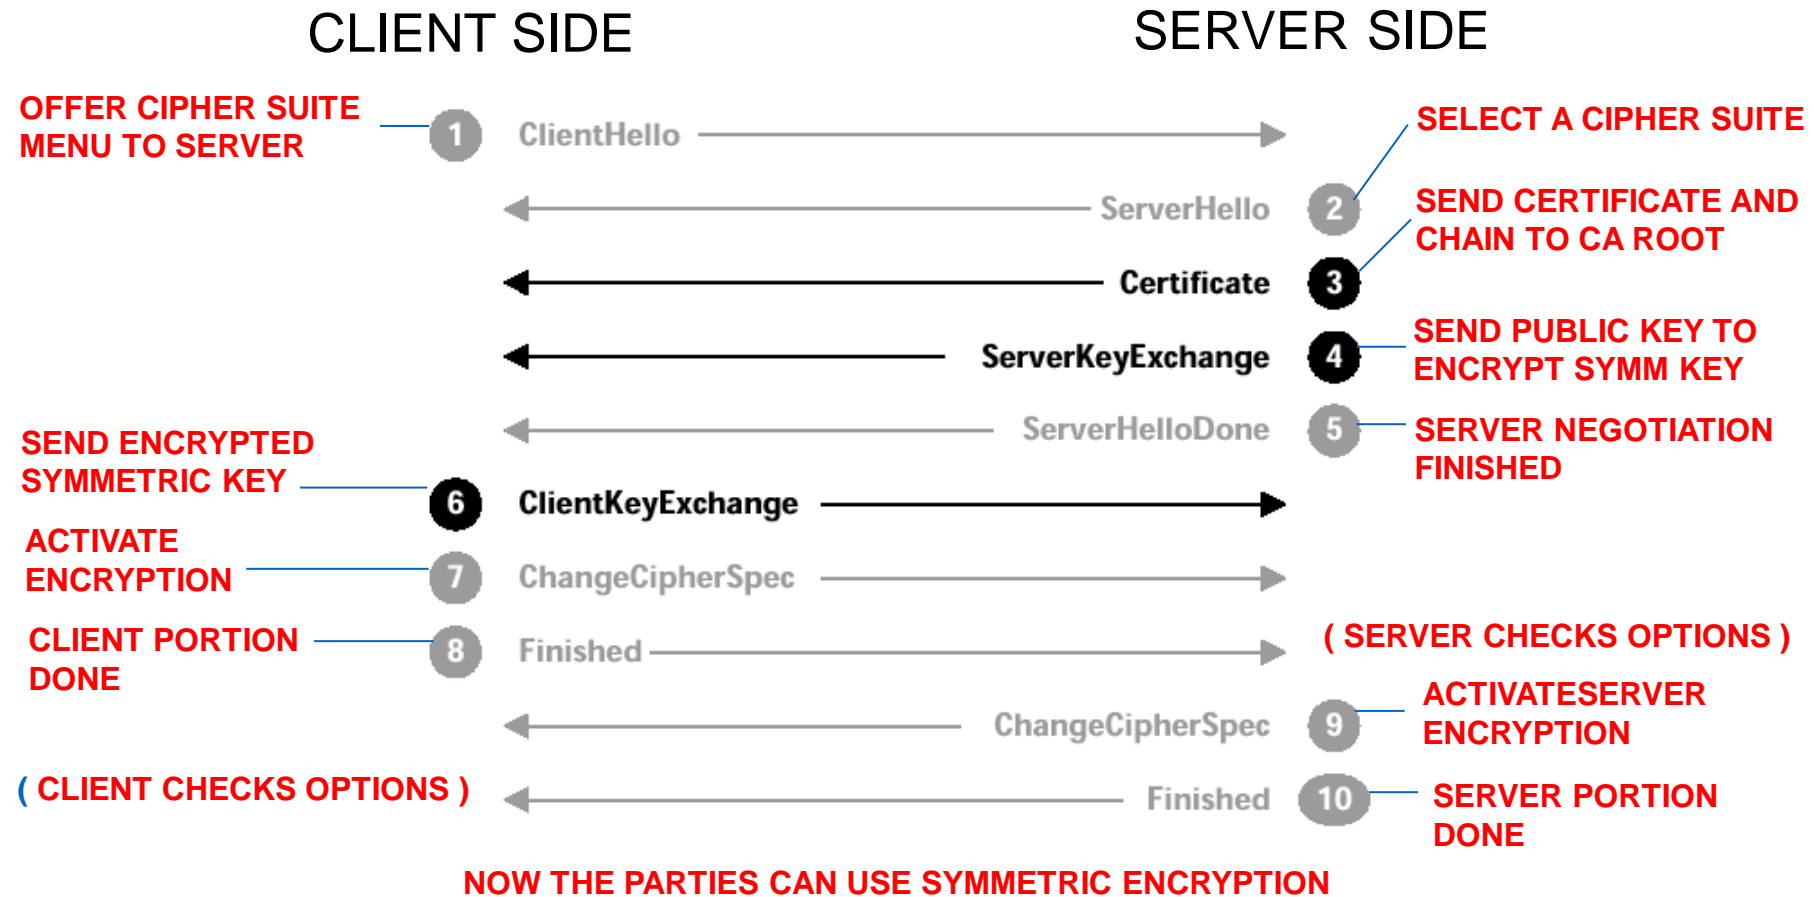 CLIENT SIDE
SERVER SIDE
OFFER CIPHER SUITE
MENU TO SERVER
1 ClientHello
SELECT A CIPHER SUITE
ServerHello 2
SEND CERTIFICATE AND
CHAIN TO CA ROOT
Certificate 3
SEND PUBLIC KEY TO
ENCRYPT SYMM KEY
ServerKeyExchange 4
ServerHelloDone 5
SERVER NEGOTIATION
FINISHED
SEND ENCRYPTED
SYMMETRIC KEY
6 ClientKeyExchange
ACTIVATE
ENCRYPTION
7 ChangeCipherSpec
CLIENT PORTION
DONE
8 Finished
( SERVER CHECKS OPTIONS )
ACTIVATESERVER
ENCRYPTION
ChangeCipherSpec 9
( CLIENT CHECKS OPTIONS )
Finished 10
SERVER PORTION
DONE
NOW THE PARTIES CAN USE SYMMETRIC ENCRYPTION